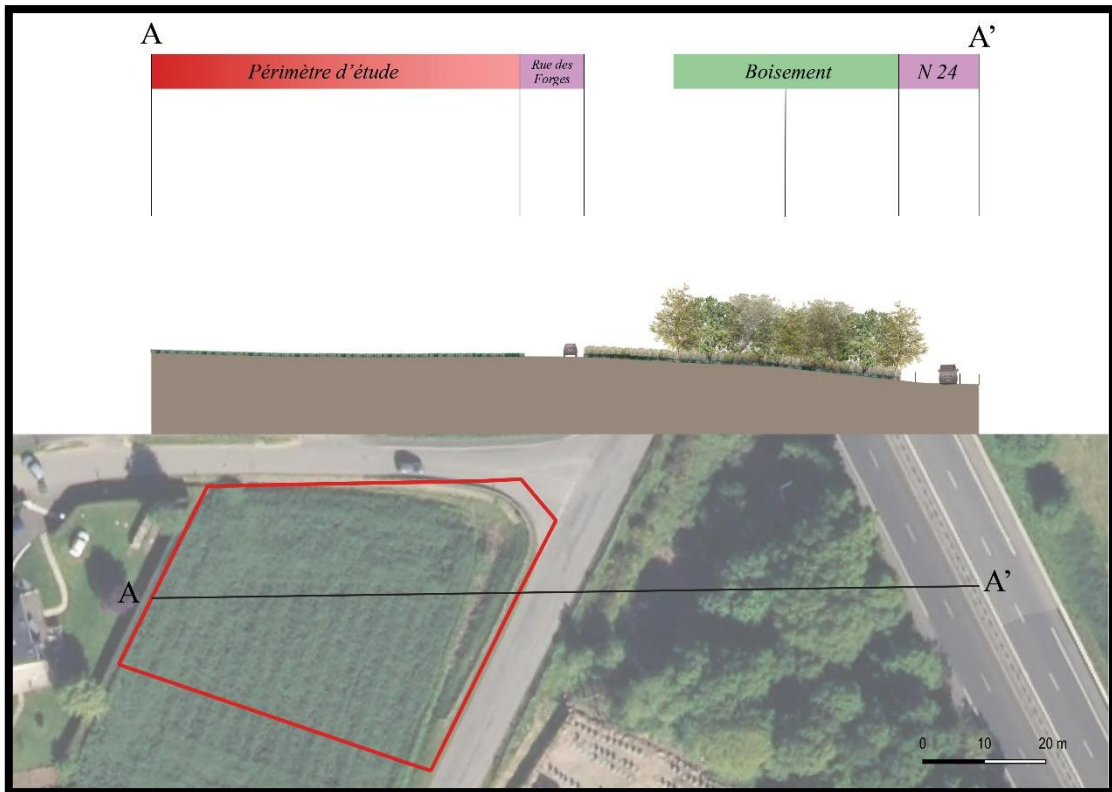 A A’
Périmètre d’étude
Rue des
Forges
Boisement
N 24
A A’
0 10 20 m